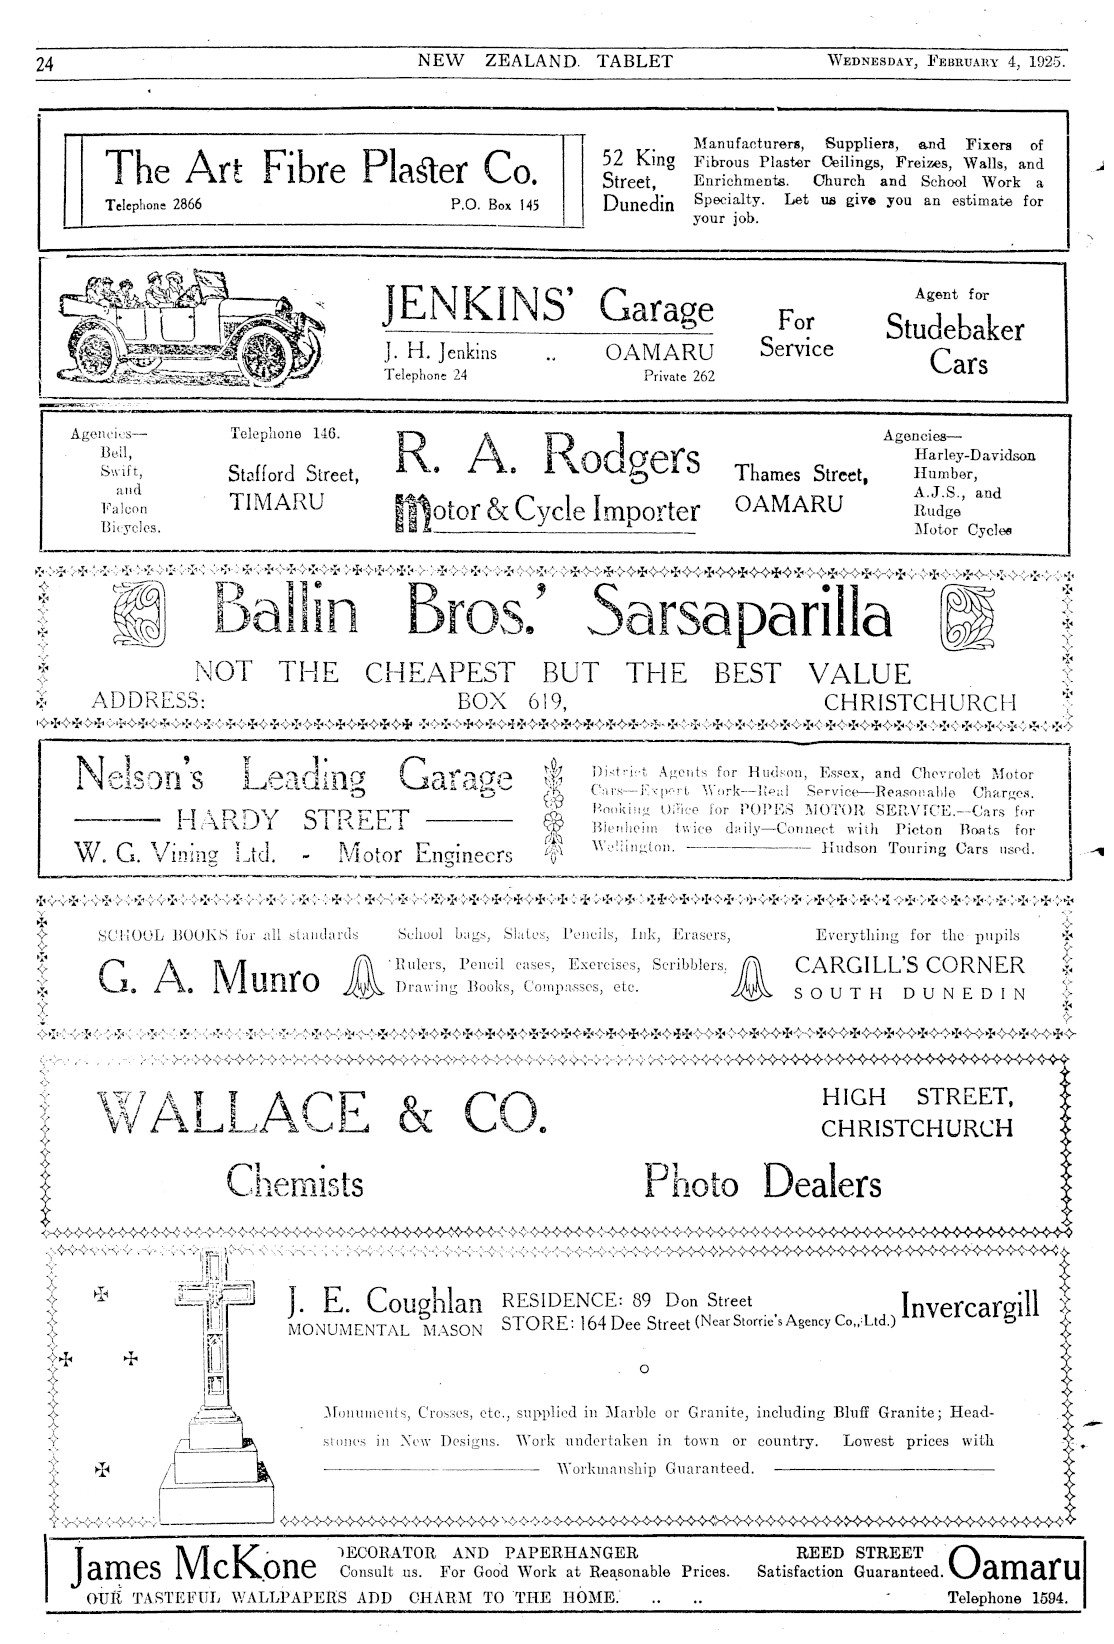 24 NEW ZEALAND TABLET WEDNESDAY, FEBRUARY 4, 1925.
The Art Fibre Plaster Co.
Telephone 2866 P.O. Box 145
52 King
Street,
Dunedin
Manufacturers, Suppliers, and Fixers of
Fibrous Plaster Ceilings, Freizes, Walls, and
Enrichments. Church and School Work a
Specialty. Let us give you an estimate for
your job.
JENKINS' Garage
J. H. Jenkins .. OAMARU
Telephone 24 Private 262
For
Service
Agent for
Studebaker
Cars
Agencies—
Bell,
Swift,
and
Falcon
Bicycles.
Telephone 146.
Stafford Street,
TIMARU
R. A. Rodgers
Motor & Cycle Importer
Thames Street,
OAMARU
Agencies—
Harley-Davidson
Humber,
A.J.S., and
Rudge
Motor Cycles
Ballin Bros.' Sarsaparilla
NOT THE CHEAPEST BUT THE BEST VALUE
ADDRESS: BOX 619, CHRISTCHURCH
Nelson's Leading Garage
HARDY STREET
W. G. Vining Ltd. - Motor Engineers
District Agents for Hudson, Essex, and Chevrolet Motor
Cars—Expert Work—Real Service—Reasonable Charges.
Booking Office for POPES MOTOR SERVICE.—Cars for
Blenheim twice daily—Connect with Picton Boats for
Wellington. Hudson Touring Cars used.
SCHOOL BOOKS for all standards
G. A. Munro
School bags, Slates, Pencils, Ink, Erasers,
Rulers, Pencil cases, Exercises, Scribblers,
Drawing Books, Compasses, etc.
Everything for the pupils
CARGILL'S CORNER
SOUTH DUNEDIN
WALLACE & CO.
HIGH STREET,
CHRISTCHURCH
Chemists Photo Dealers
J. E. Coughlan
MONUMENTAL MASON
RESIDENCE: 89 Don Street
STORE: 164 Dee Street (Near Storrie's Agency Co,,:Ltd.)
Invercargill
Monuments, Crosses, etc., supplied in Marble or Granite, including Bluff Granite; Head-
stones in New Designs. Work undertaken in town or country. Lowest prices with
Workmanship Guaranteed.
James McKone
DECORATOR AND PAPERHANGER
Consult us. For Good Work at Reasonable Prices.
REED STREET
Satisfaction Guaranteed.
Oamaru
OUR TASTEFUL WALLPAPERS ADD CHARM TO THE HOME. .. .. Telephone 1594.